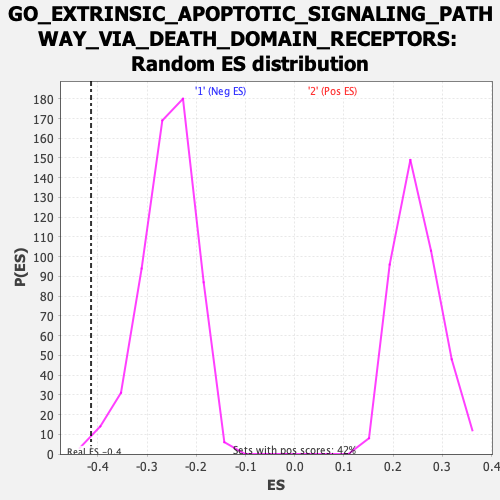 GO_EXTRINSIC_APOPTOTIC_SIGNALING_PATH
WAY_VIA_DEATH_DOMAIN_RECEPTORS:
Random ES distribution
'1' (Neg ES) '2' (Pos ES)
180
170
160
150
140
130
120
110
100
90
80
70
60
50
40
30
20
10
0
P(ES)
Real ES -0.4
Sets with pos scores: 42%
-0.4 -0.3 -0.2 -0.1 0.0 0.1 0.2 0.3 0.4
ES